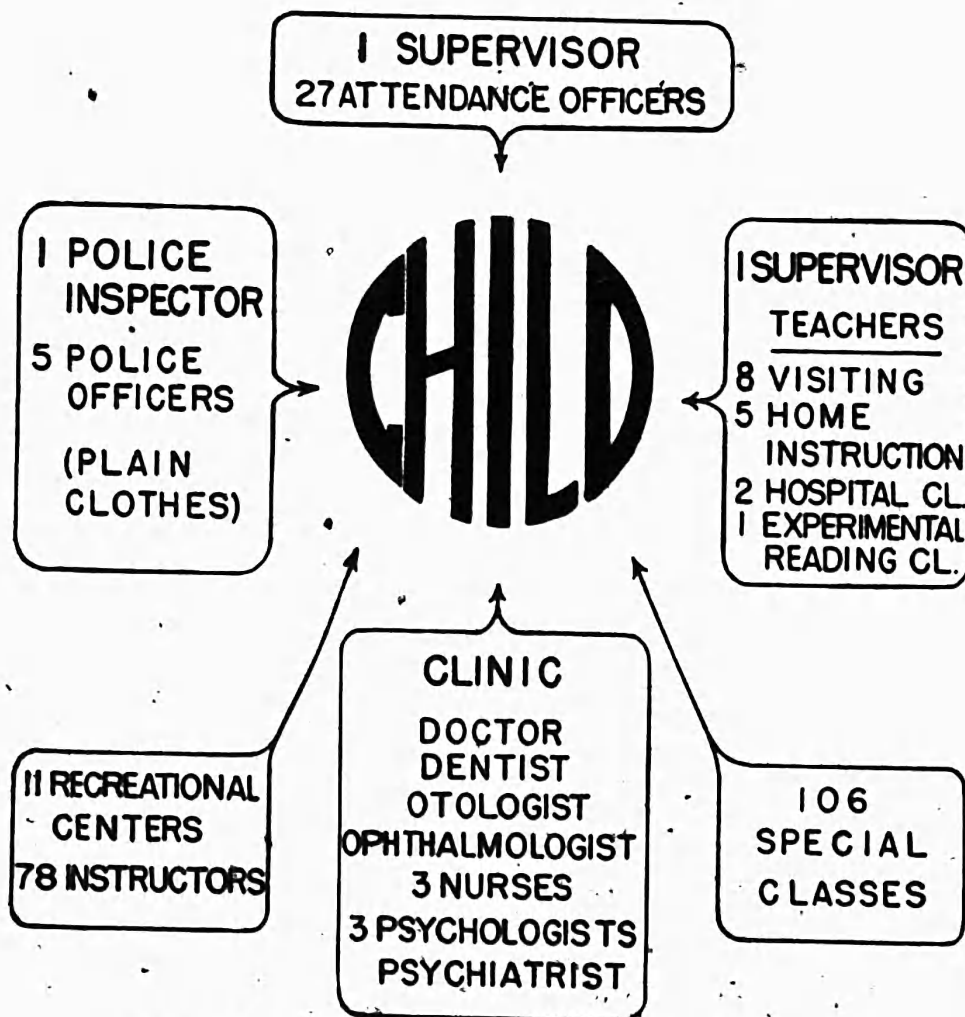 1 SUPERVISOR
27 ATTENDANCE OFFICERS
1 POLICE
INSPECTOR
5 POLICE
OFFICERS
(PLAIN
CLOTHES)
CHILD
1 SUPERVISOR
TEACHERS
8 VISITING
5 HOME
INSTRUCTION
2 HOSPITAL CL.
1 EXPERIMENTAL
READING CL.
11 RECREATIONAL
CENTERS
78 INSTRUCTORS
CLINIC
DOCTOR
DENTIST
OTOLOGIST
OPHTHALMOLOGIST
3 NURSES
3 PSYCHOLOGISTS
PSYCHIATRIST
106
SPECIAL
CLASSES